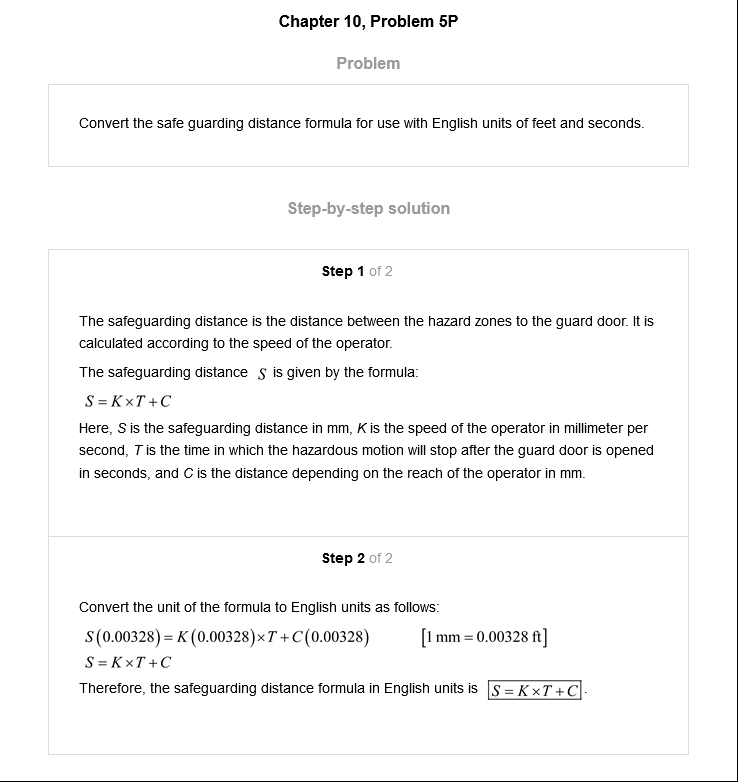 Chapter 10, Problem 5P
Problem
Convert the safe guarding distance formula for use with English units of feet and seconds.
Step-by-step solution
Step 1 of 2
The safeguarding distance is the distance between the hazard zones to the guard door. It is
calculated according to the speed of the operator.
The safeguarding distance S is given by the formula:
S = K × T + C
Here, S is the safeguarding distance in mm, K is the speed of the operator in millimeter per
second, T is the time in which the hazardous motion will stop after the guard door is opened
in seconds, and C is the distance depending on the reach of the operator in mm.
Step 2 of 2
Convert the unit of the formula to English units as follows:
S(0.00328) = K(0.00328) × T + C(0.00328) [1 mm = 0.00328 ft]
S = K × T + C
Therefore, the safeguarding distance formula in English units is S = K × T + C.